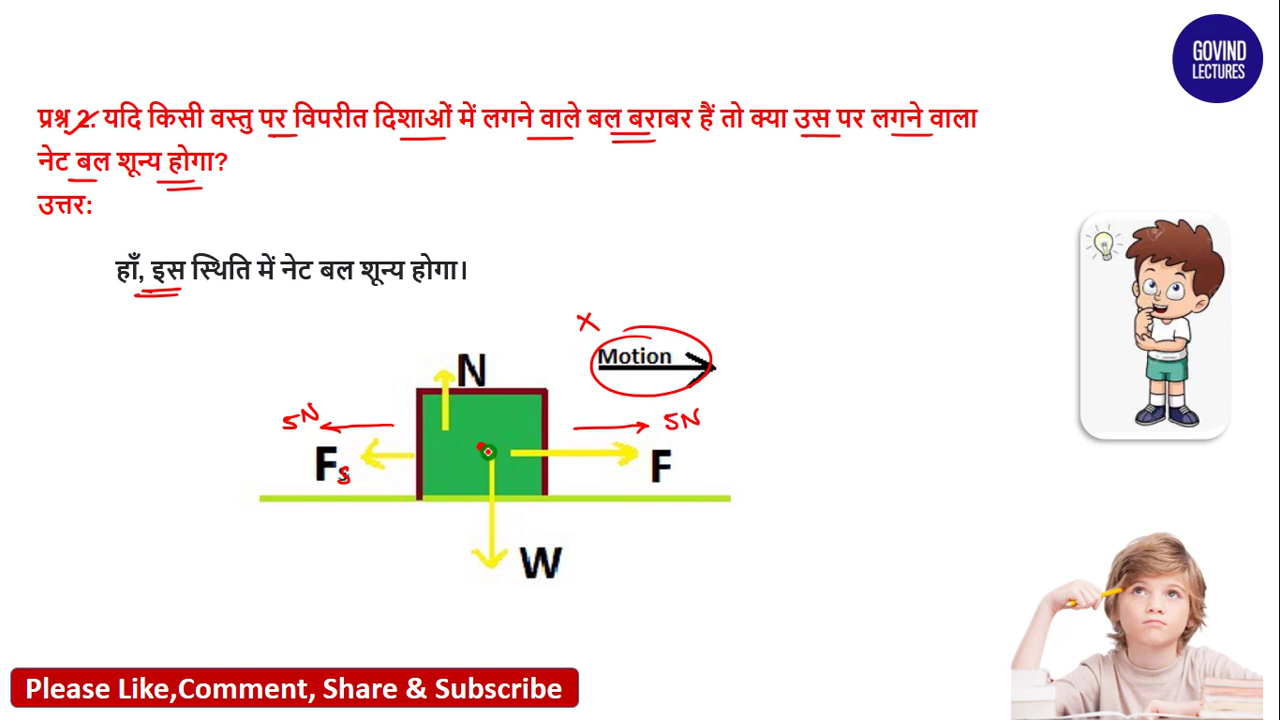 GOVIND
LECTURES
प्रश्न 2. यदि किसी वस्तु पर विपरीत दिशाओं में लगने वाले बल बराबर हैं तो क्या उस पर लगने वाला
नेट बल शून्य होगा?
उत्तर:
हाँ, इस स्थिति में नेट बल शून्य होगा।
X
Motion
N
5N
5N
Fs
F
W
Please Like,Comment, Share & Subscribe